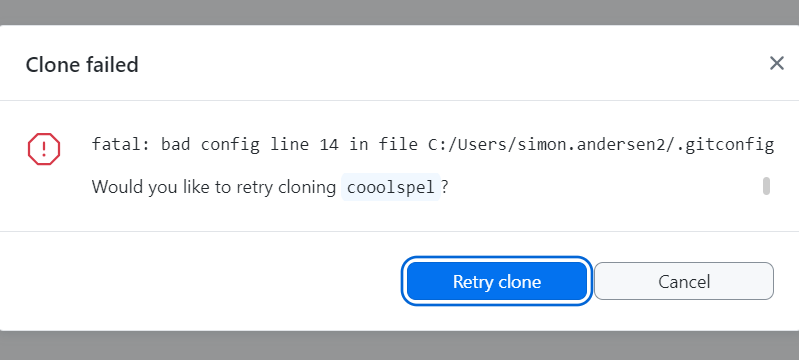 Clone failed
fatal: bad config line 14 in file C:/Users/simon.andersen2/.gitconfig
Would you like to retry cloning cooolspel?
Retry clone
Cancel